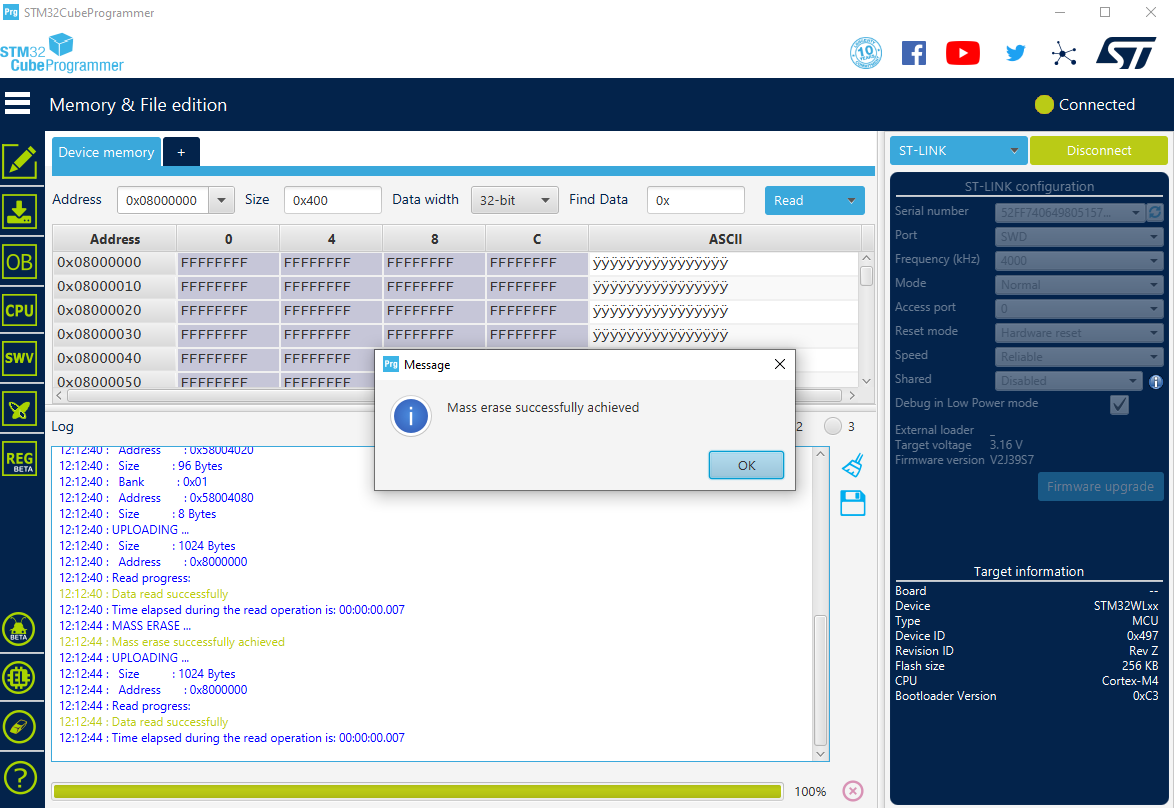 Prg STM32CubeProgrammer
STM32
CubeProgrammer
10 YEARS
ST
Memory & File edition
Connected
Device memory +
Address 0x08000000 Size 0x400 Data width 32-bit Find Data 0x Read
Address 0 4 8 C ASCII
0x08000000 FFFFFFFF FFFFFFFF FFFFFFFF FFFFFFFF ÿÿÿÿÿÿÿÿÿÿÿÿÿÿÿÿ
0x08000010 FFFFFFFF FFFFFFFF FFFFFFFF FFFFFFFF ÿÿÿÿÿÿÿÿÿÿÿÿÿÿÿÿ
0x08000020 FFFFFFFF FFFFFFFF FFFFFFFF FFFFFFFF ÿÿÿÿÿÿÿÿÿÿÿÿÿÿÿÿ
0x08000030 FFFFFFFF FFFFFFFF FFFFFFFF FFFFFFFF ÿÿÿÿÿÿÿÿÿÿÿÿÿÿÿÿ
0x08000040 FFFFFFFF FFFFFFFF
0x08000050 FFFFFFFF FFFFFFFF
Prg Message
Mass erase successfully achieved
OK
Log
2 3
12:12:40 : Address : 0x58004020
12:12:40 : Size : 96 Bytes
12:12:40 : Bank : 0x01
12:12:40 : Address : 0x58004080
12:12:40 : Size : 8 Bytes
12:12:40 : UPLOADING ...
12:12:40 : Size : 1024 Bytes
12:12:40 : Address : 0x8000000
12:12:40 : Read progress:
12:12:40 : Data read successfully
12:12:40 : Time elapsed during the read operation is: 00:00:00.007
12:12:44 : MASS ERASE ...
12:12:44 : Mass erase successfully achieved
12:12:44 : UPLOADING ...
12:12:44 : Size : 1024 Bytes
12:12:44 : Address : 0x8000000
12:12:44 : Read progress:
12:12:44 : Data read successfully
12:12:44 : Time elapsed during the read operation is: 00:00:00.007
100%
OB
CPU
SWV
REG
BETA
BETA
EL
?
ST-LINK Disconnect
ST-LINK configuration
Serial number 52FF740649805157...
Port SWD
Frequency (kHz) 4000
Mode Normal
Access port 0
Reset mode Hardware reset
Speed Reliable
Shared Disabled
Debug in Low Power mode
External loader _
Target voltage 3.16 V
Firmware version V2J39S7
Firmware upgrade
Target information
Board --
Device STM32WLxx
Type MCU
Device ID 0x497
Revision ID Rev Z
Flash size 256 KB
CPU Cortex-M4
Bootloader Version 0xC3